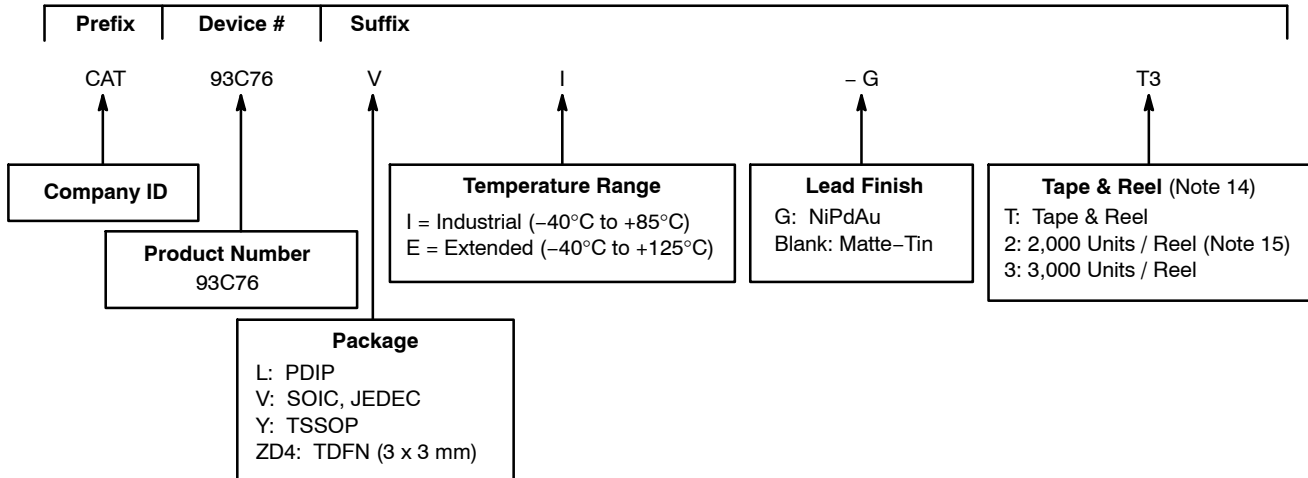 Prefix Device # Suffix
CAT 93C76 V I – G T3
Company ID
Product Number
93C76
Package
L: PDIP
V: SOIC, JEDEC
Y: TSSOP
ZD4: TDFN (3 x 3 mm)
Temperature Range
I = Industrial (−40°C to +85°C)
E = Extended (−40°C to +125°C)
Lead Finish
G: NiPdAu
Blank: Matte−Tin
Tape & Reel (Note 14)
T: Tape & Reel
2: 2,000 Units / Reel (Note 15)
3: 3,000 Units / Reel